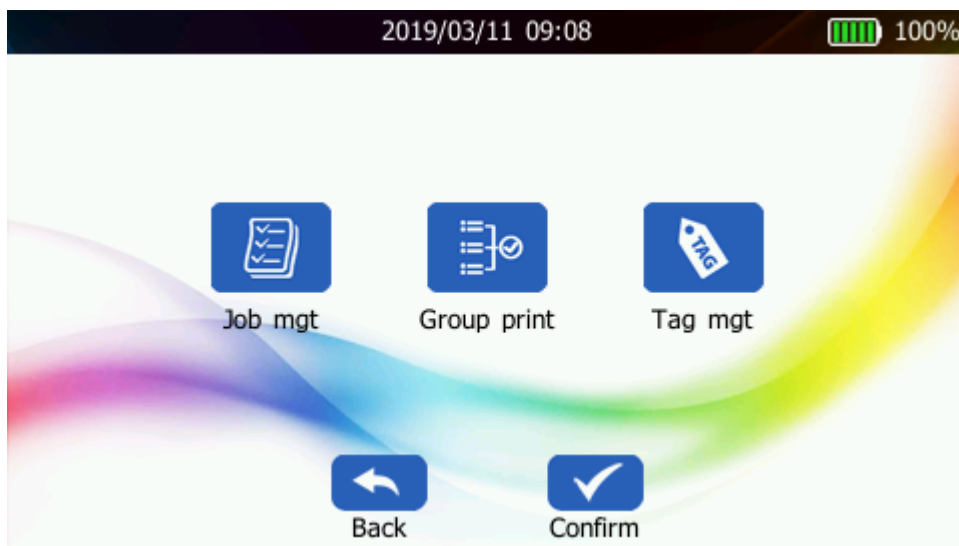 2019/03/11 09:08
100%
TAG
Job mgt
Group print
Tag mgt
Back
Confirm